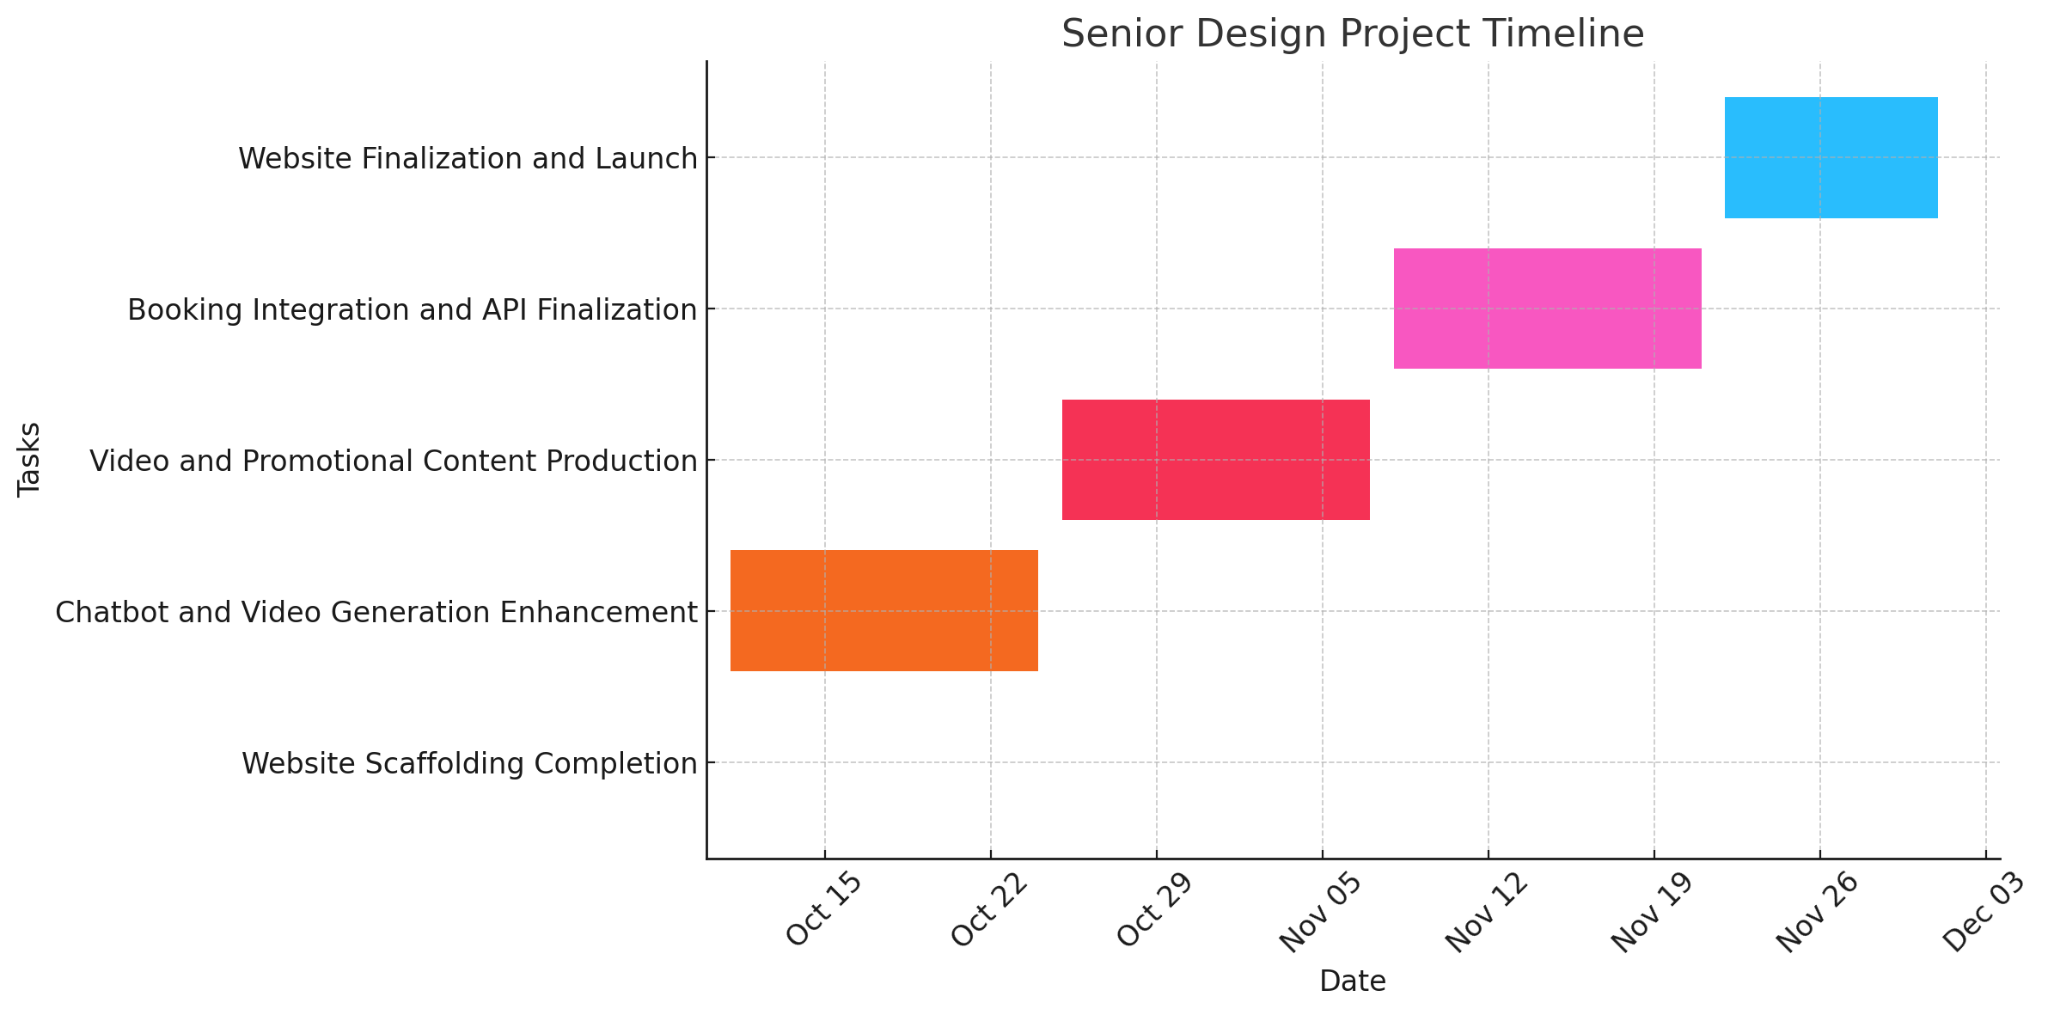 Senior Design Project Timeline
Website Finalization and Launch
Booking Integration and API Finalization
Video and Promotional Content Production
Chatbot and Video Generation Enhancement
Website Scaffolding Completion
Tasks
Oct 15
Oct 22
Oct 29
Nov 05
Nov 12
Nov 19
Nov 26
Dec 03
Date